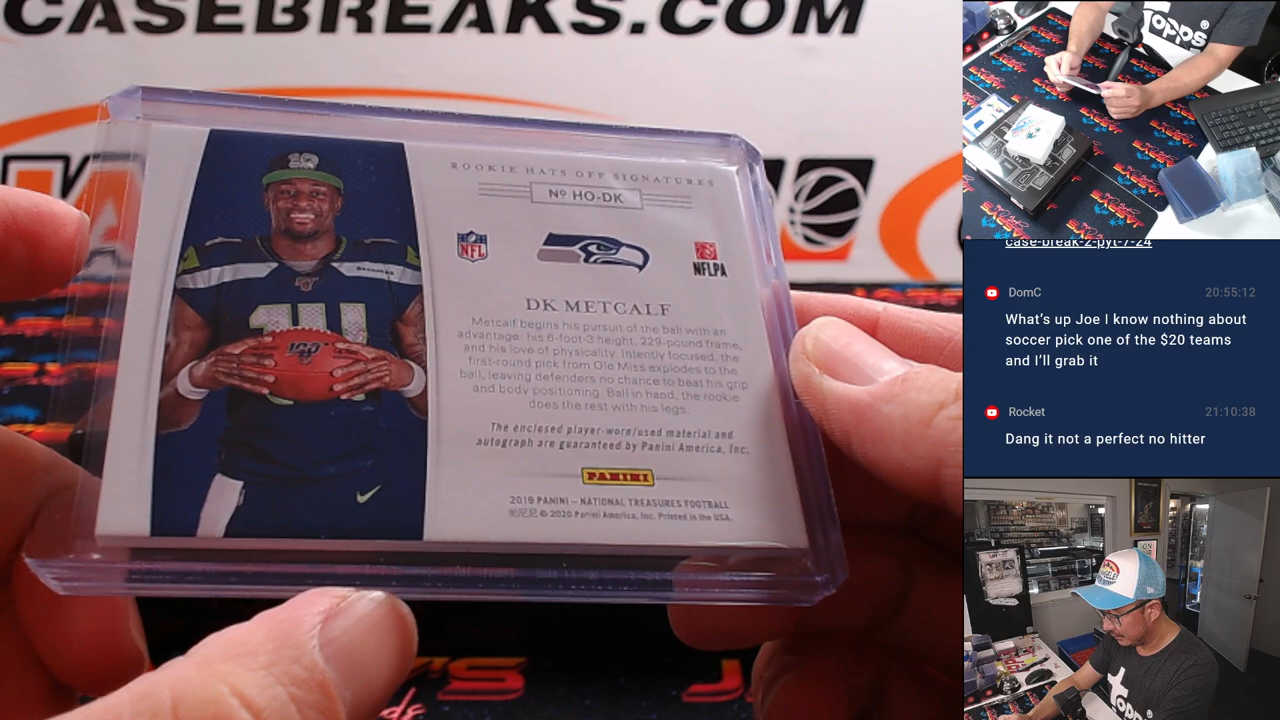 CASEBREAKS.COM
ROOKIE HATS OFF SIGNATURES
Nº HO-DK
NFL
NFLPA
DK METCALF
Metcalf begins his pursuit of the ball with an
advantage: his 6-foot-3 height, 229-pound frame,
and his love of physicality. Intently focused, the
first-round pick from Ole Miss explodes to the
ball, leaving defenders no chance to beat his grip
and body positioning. Ball in hand, the rookie
does the rest with his legs.
The enclosed player-worn/used material and
autograph are guaranteed by Panini America, Inc.
PANINI
2019 PANINI – NATIONAL TREASURES FOOTBALL
帕尼尼 © 2020 Panini America, Inc. Printed in the USA.
14
100
topps
case-break-2-pyt-7-24
DomC 20:55:12
What's up Joe I know nothing about
soccer pick one of the $20 teams
and I'll grab it
Rocket 21:10:38
Dang it not a perfect no hitter
topps